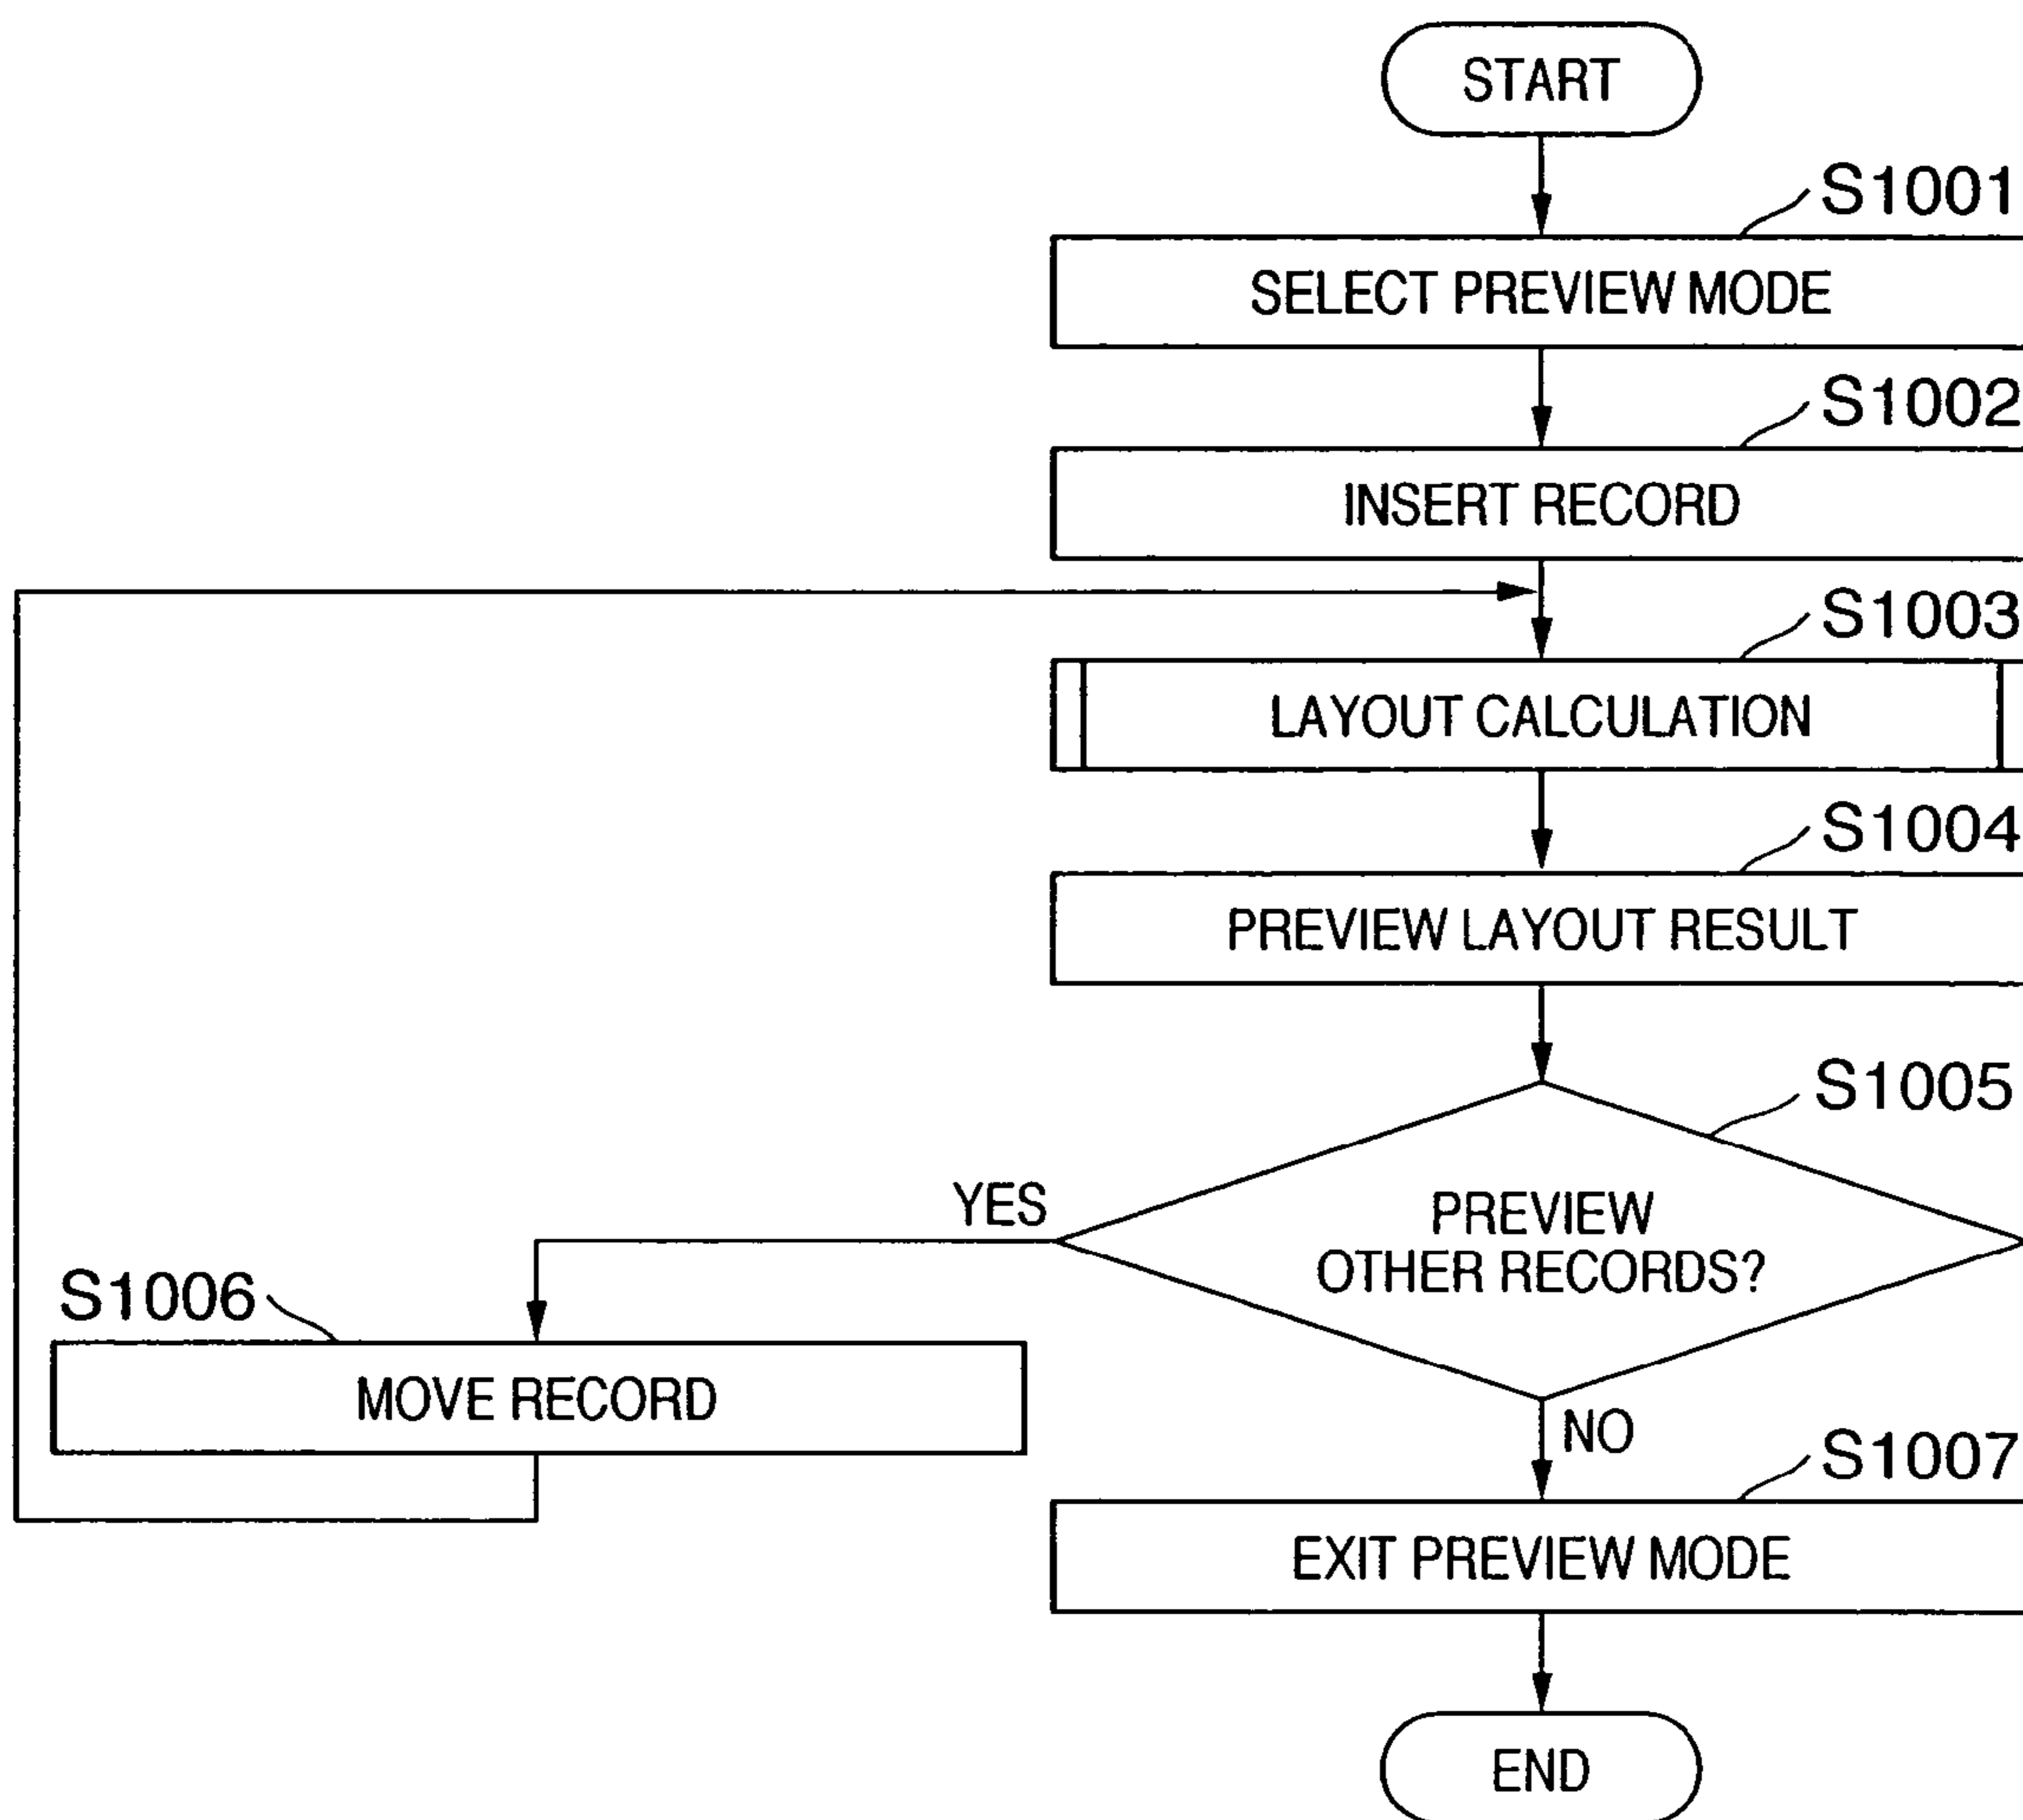 START
S1001
SELECT PREVIEW MODE
S1002
INSERT RECORD
S1003
LAYOUT CALCULATION
S1004
PREVIEW LAYOUT RESULT
S1005
PREVIEW
OTHER RECORDS?
YES
S1006
MOVE RECORD
NO
S1007
EXIT PREVIEW MODE
END